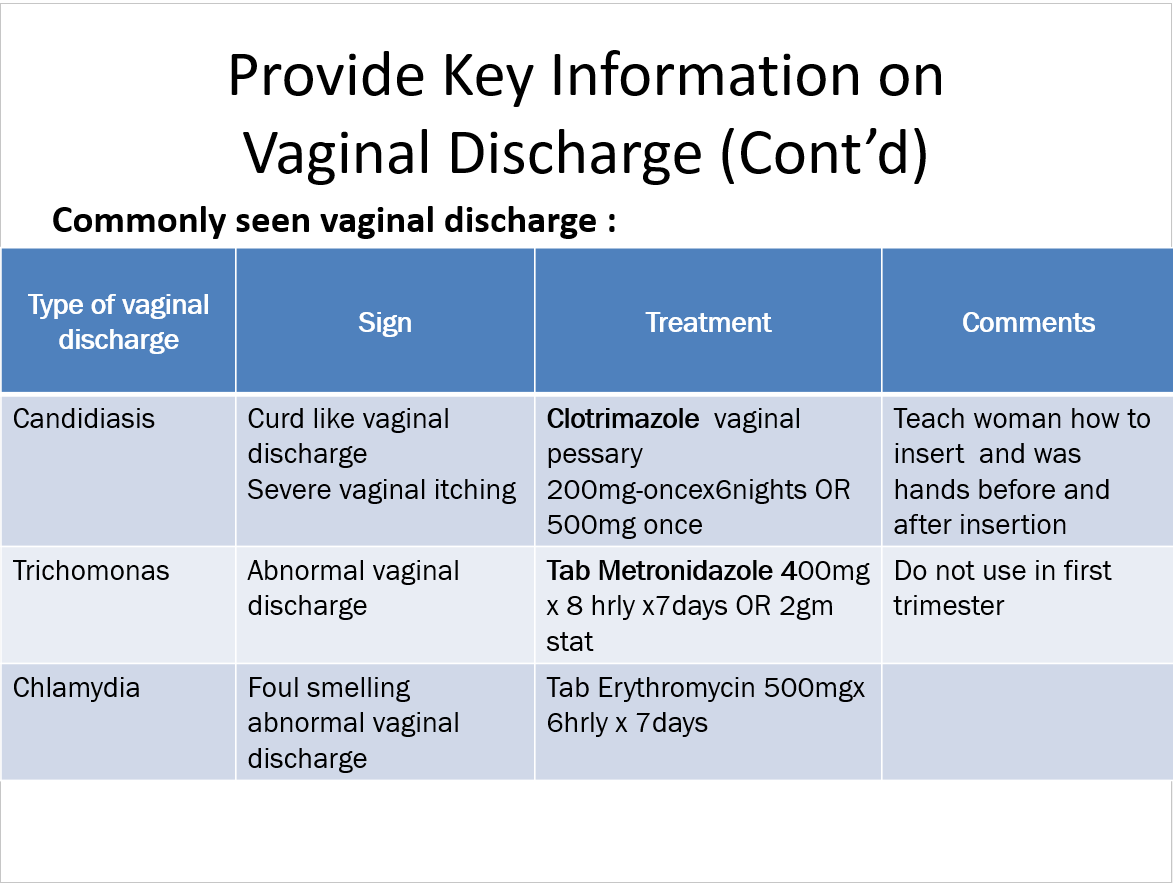 Provide Key Information on
Vaginal Discharge (Cont’d)
Commonly seen vaginal discharge :
Type of vaginal
discharge
Sign
Treatment
Comments
Candidiasis
Curd like vaginal
discharge
Severe vaginal itching
Clotrimazole  vaginal
pessary
200mg-oncex6nights OR
500mg once
Teach woman how to
insert  and was
hands before and
after insertion
Trichomonas
Abnormal vaginal
discharge
Tab Metronidazole 400mg
x 8 hrly x7days OR 2gm
stat
Do not use in first
trimester
Chlamydia
Foul smelling
abnormal vaginal
discharge
Tab Erythromycin 500mgx
6hrly x 7days